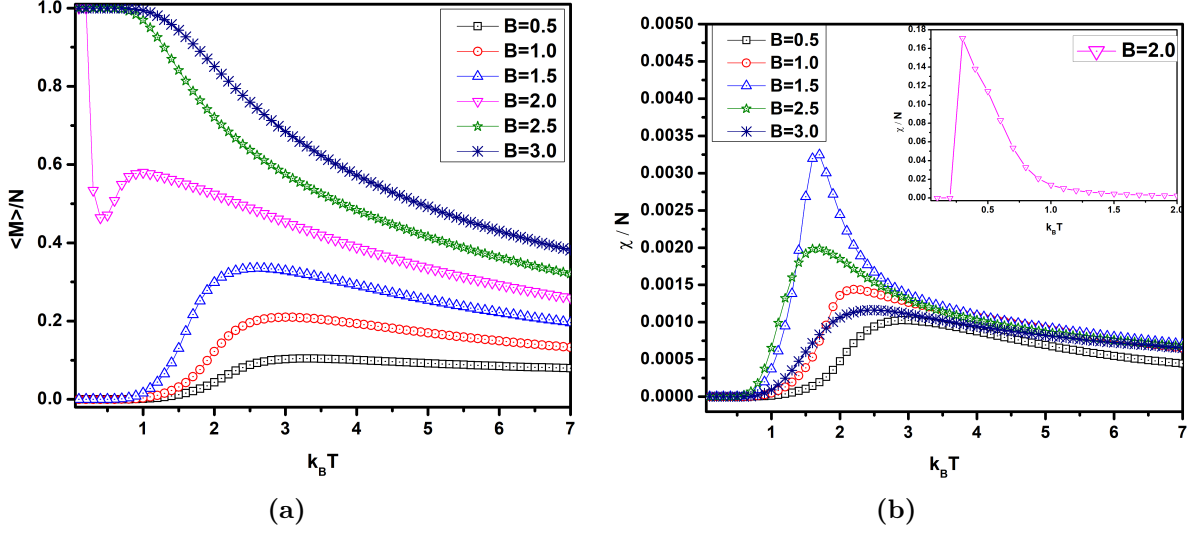 1.0
0.8
0.6
0.4
0.2
0.0
<M>/N
1 2 3 4 5 6 7
k_BT
B=0.5
B=1.0
B=1.5
B=2.0
B=2.5
B=3.0
(a)
0.0050
0.0045
0.0040
0.0035
0.0030
0.0025
0.0020
0.0015
0.0010
0.0005
0.0000
χ / N
1 2 3 4 5 6 7
k_BT
B=0.5
B=1.0
B=1.5
B=2.5
B=3.0
0.18
0.16
0.14
0.12
0.10
0.08
0.06
0.04
0.02
0.00
χ / N
0.5 1.0 1.5 2.0
k_BT
B=2.0
(b)